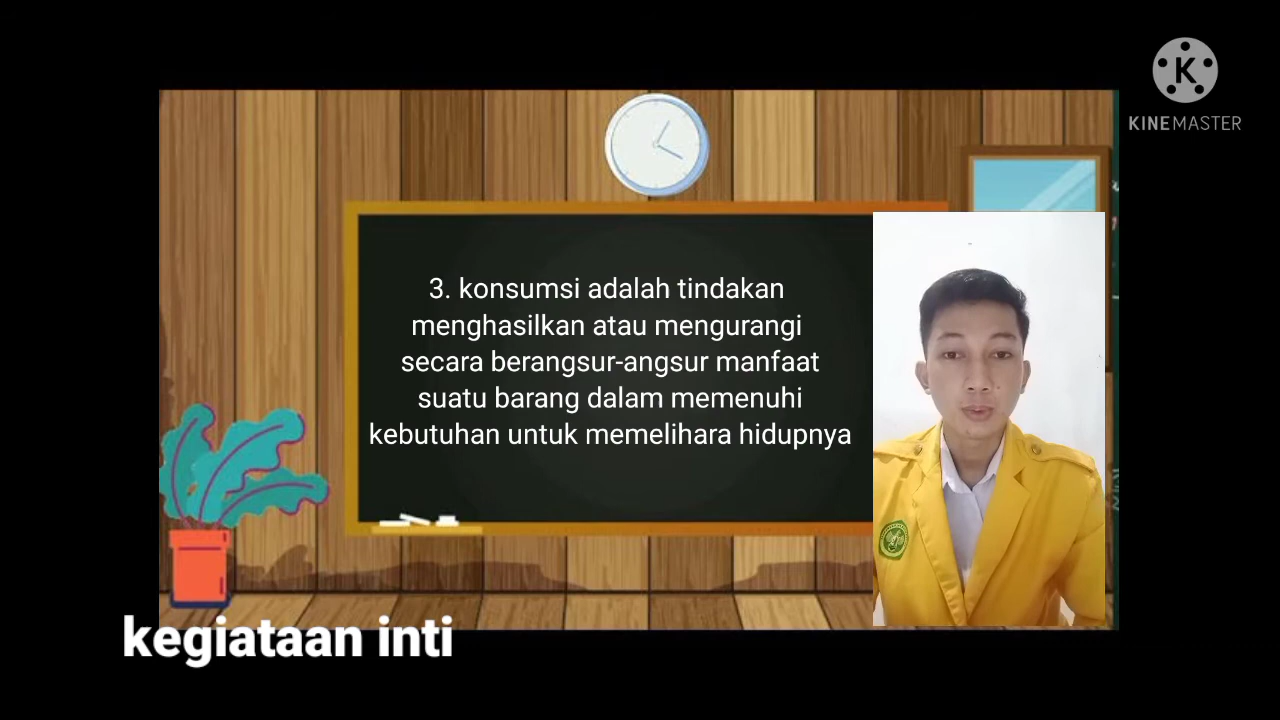 KINEMASTER
3. konsumsi adalah tindakan
menghasilkan atau mengurangi
secara berangsur-angsur manfaat
suatu barang dalam memenuhi
kebutuhan untuk memelihara hidupnya
kegiataan inti